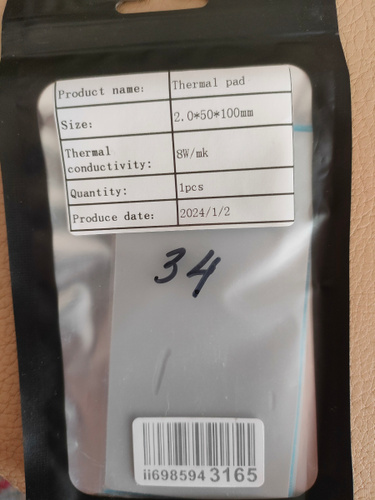 Product name: Thermal pad
Size: 2.0*50*100mm
Thermal
conductivity: 8W/mk
Quantity: 1pcs
Produce date: 2024/1/2
34
ii698594 3165